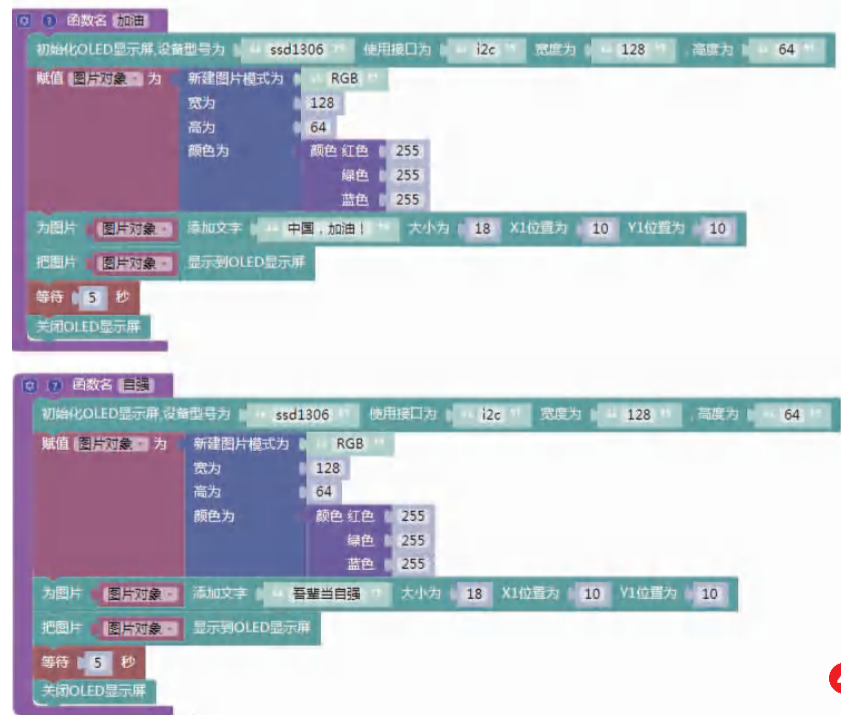 函数名 加油
初始化OLED显示屏,设备型号为 ssd1306 使用接口为 i2c 宽度为 128 ,高度为 64
赋值 图片对象 为 新建图片模式为 RGB
宽为 128
高为 64
颜色为 颜色 红色 255
绿色 255
蓝色 255
为图片 图片对象 添加文字 中国，加油！ 大小为 18 X1位置为 10 Y1位置为 10
把图片 图片对象 显示到OLED显示屏
等待 5 秒
关闭OLED显示屏
函数名 自强
初始化OLED显示屏,设备型号为 ssd1306 使用接口为 i2c 宽度为 128 ,高度为 64
赋值 图片对象 为 新建图片模式为 RGB
宽为 128
高为 64
颜色为 颜色 红色 255
绿色 255
蓝色 255
为图片 图片对象 添加文字 吾辈当自强 大小为 18 X1位置为 10 Y1位置为 10
把图片 图片对象 显示到OLED显示屏
等待 5 秒
关闭OLED显示屏